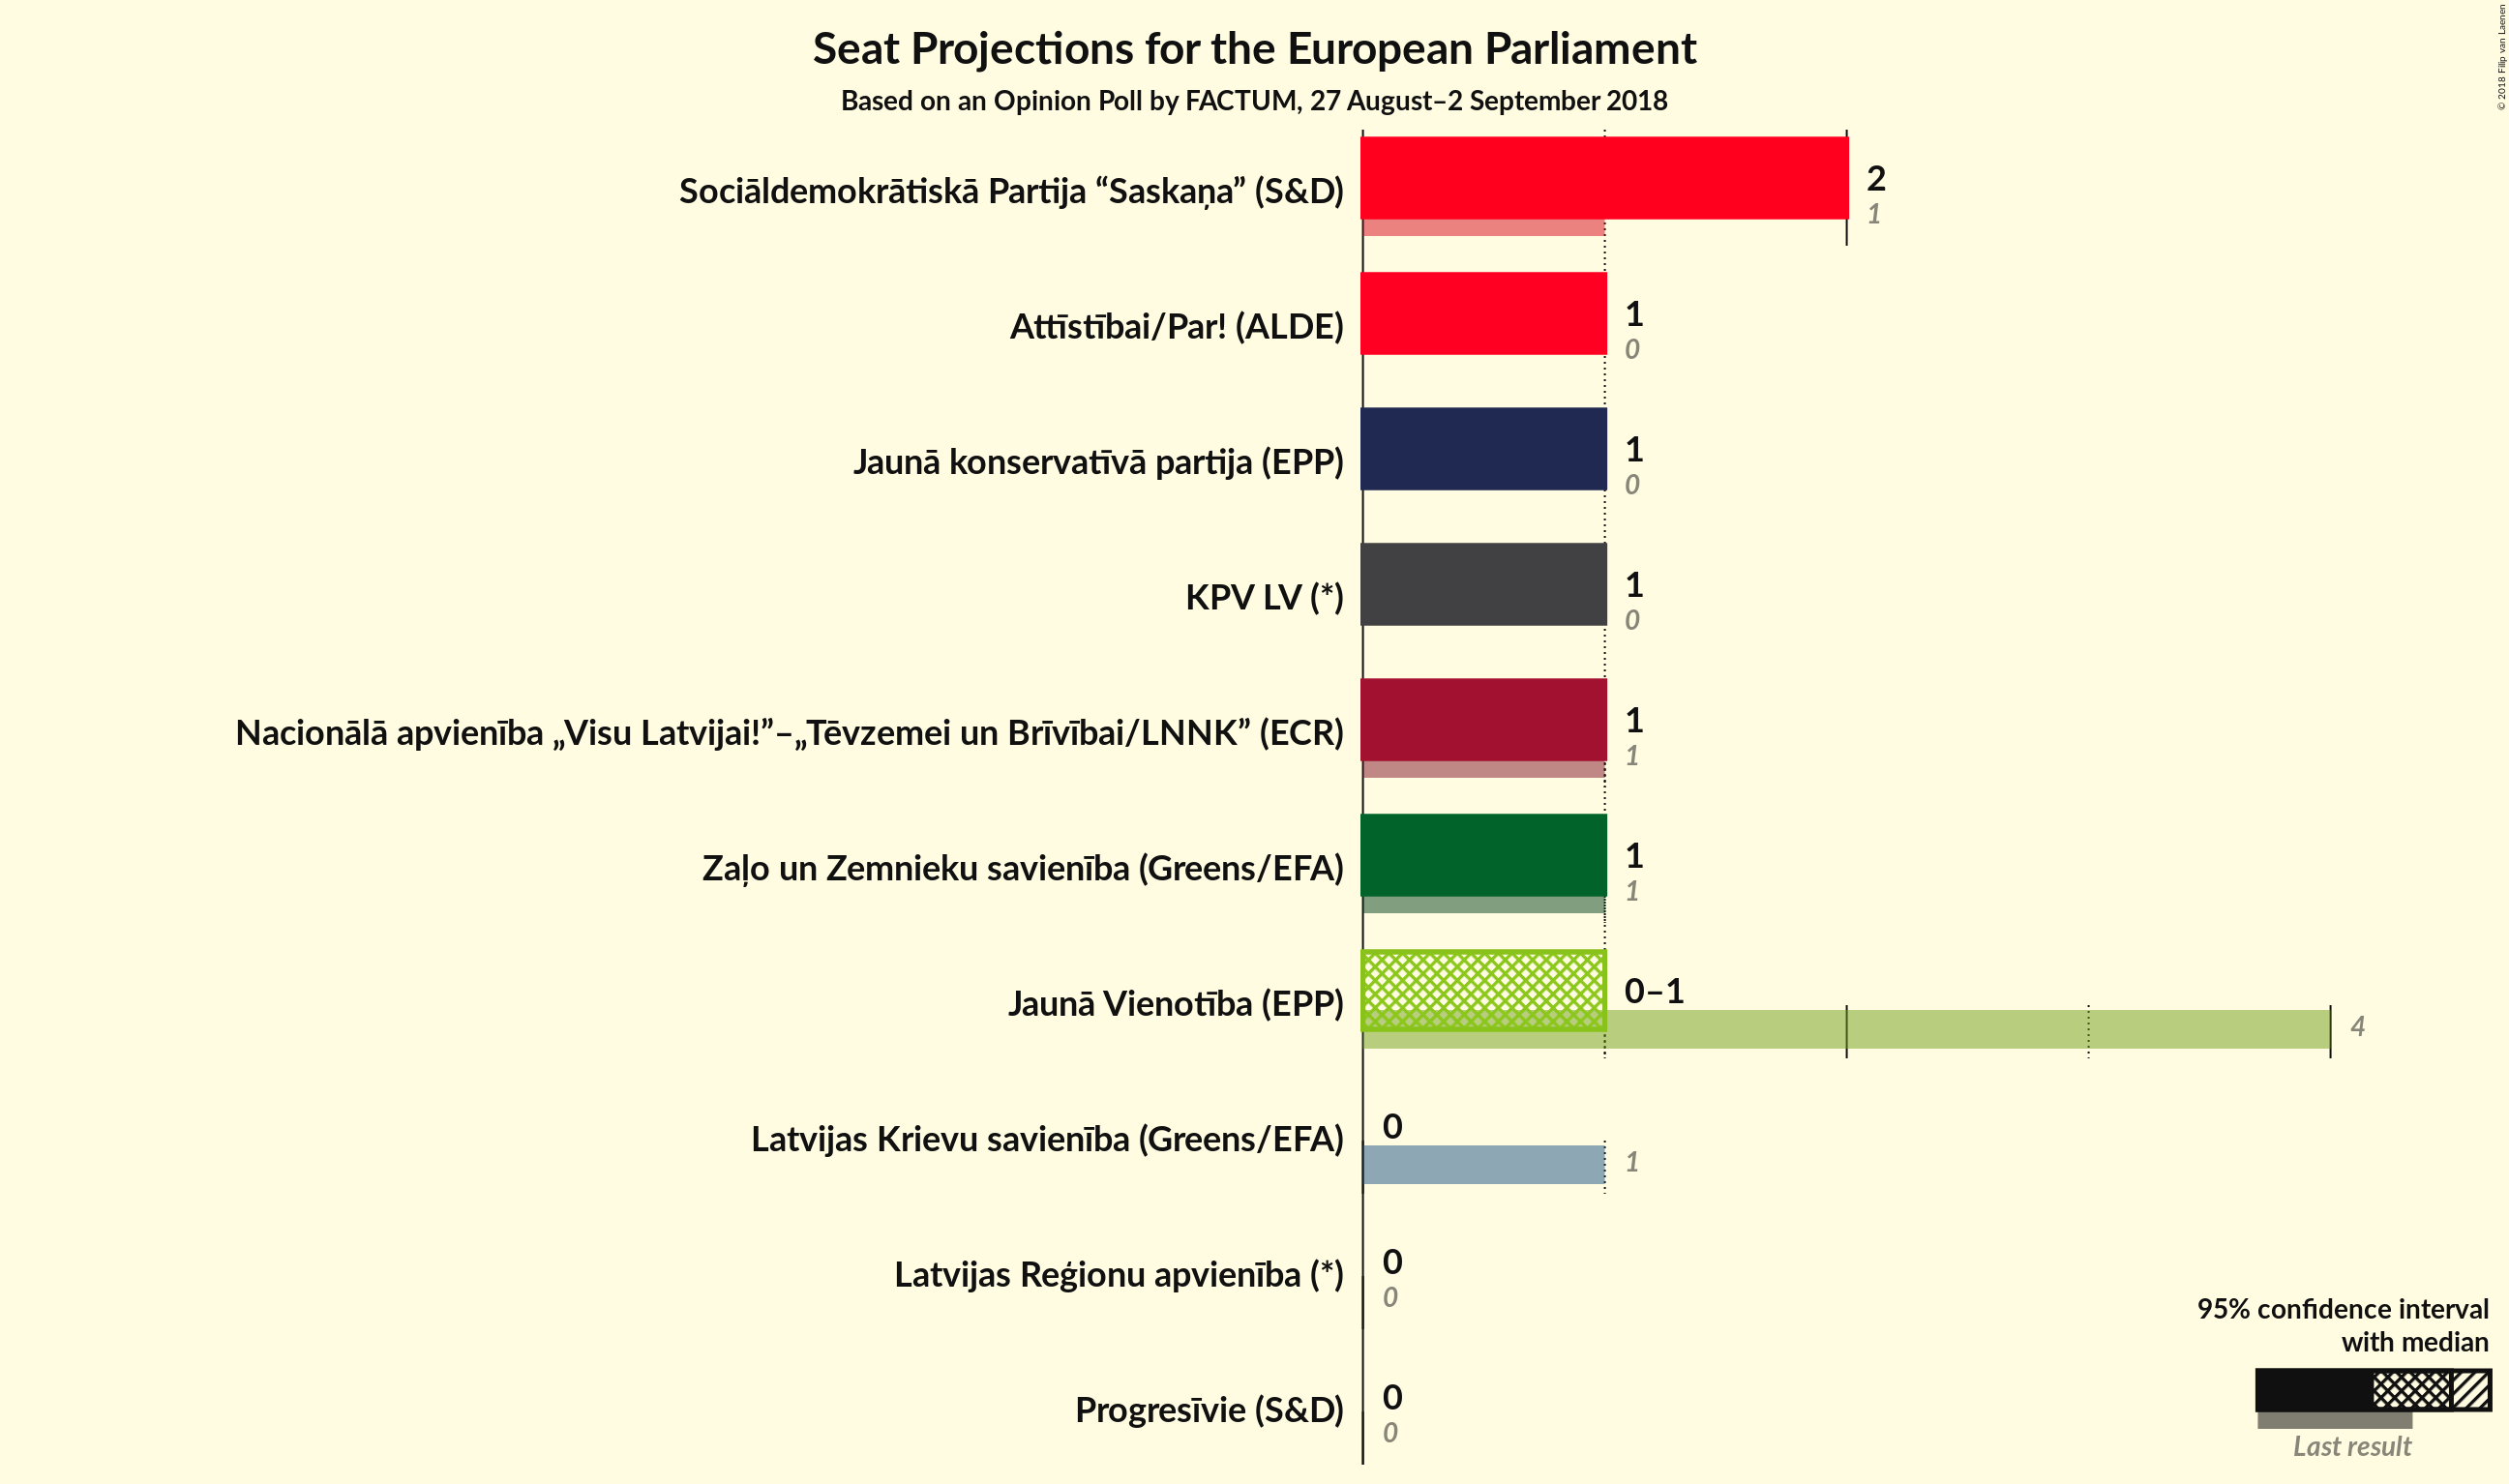 Seat Projections for the European Parliament
Based on an Opinion Poll by FACTUM, 27 August–2 September 2018
© 2018 Filip van Laenen
Sociāldemokrātiskā Partija “Saskaņa” (S&D)
2
1
Attīstībai/Par! (ALDE)
1
0
Jaunā konservatīvā partija (EPP)
1
0
KPV LV (*)
1
0
Nacionālā apvienība „Visu Latvijai!”–„Tēvzemei un Brīvībai/LNNK” (ECR)
1
1
Zaļo un Zemnieku savienība (Greens/EFA)
1
1
Jaunā Vienotība (EPP)
0–1
4
Latvijas Krievu savienība (Greens/EFA)
0
1
Latvijas Reģionu apvienība (*)
0
0
Progresīvie (S&D)
0
0
95% confidence interval
with median
Last result